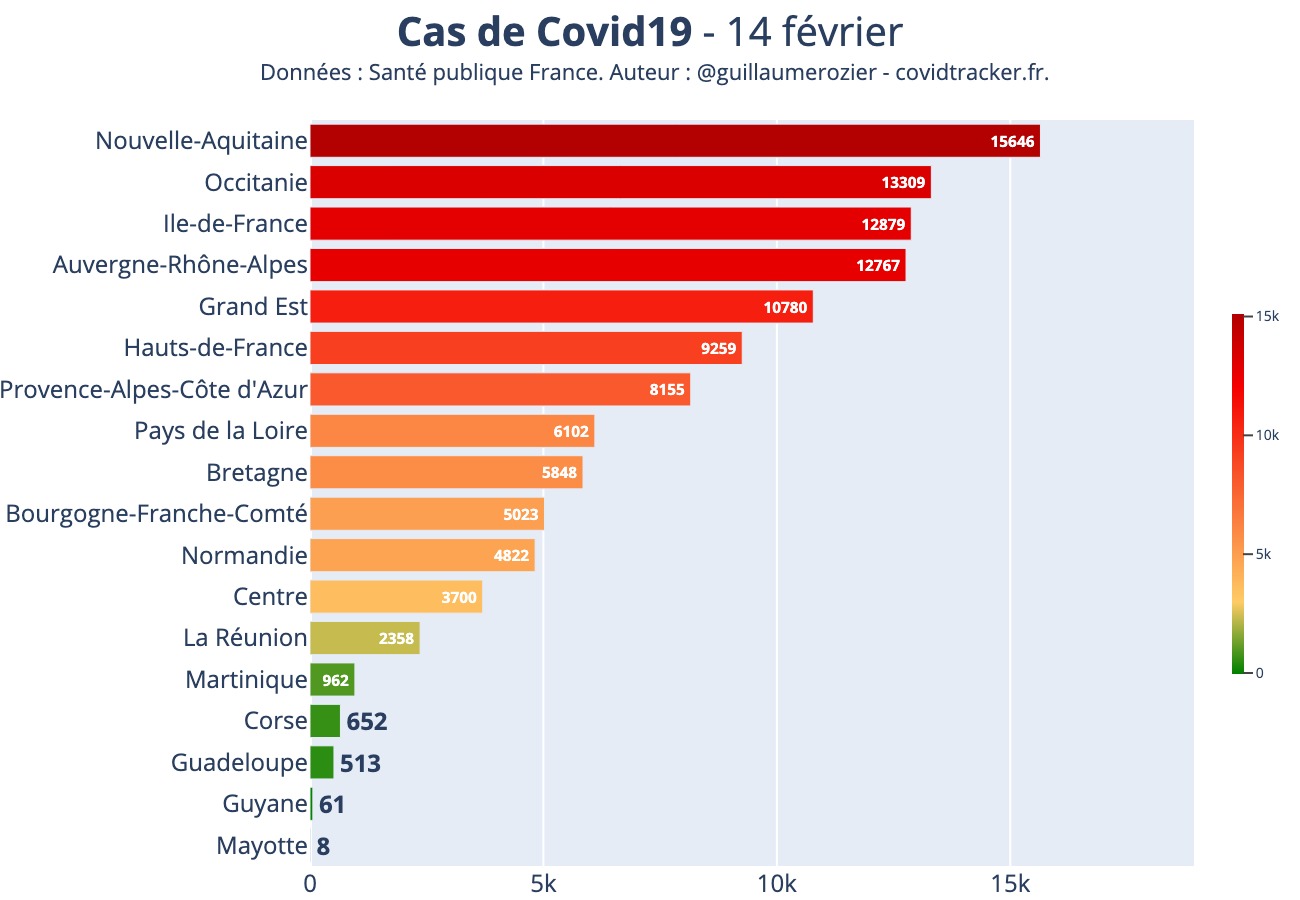 Cas de Covid19 - 14 février
Données : Santé publique France. Auteur : @guillaumerozier - covidtracker.fr.
Nouvelle-Aquitaine 15646
Occitanie 13309
Ile-de-France 12879
Auvergne-Rhône-Alpes 12767
Grand Est 10780
Hauts-de-France 9259
Provence-Alpes-Côte d'Azur 8155
Pays de la Loire 6102
Bretagne 5848
Bourgogne-Franche-Comté 5023
Normandie 4822
Centre 3700
La Réunion 2358
Martinique 962
Corse 652
Guadeloupe 513
Guyane 61
Mayotte 8
0 5k 10k 15k
15k
10k
5k
0